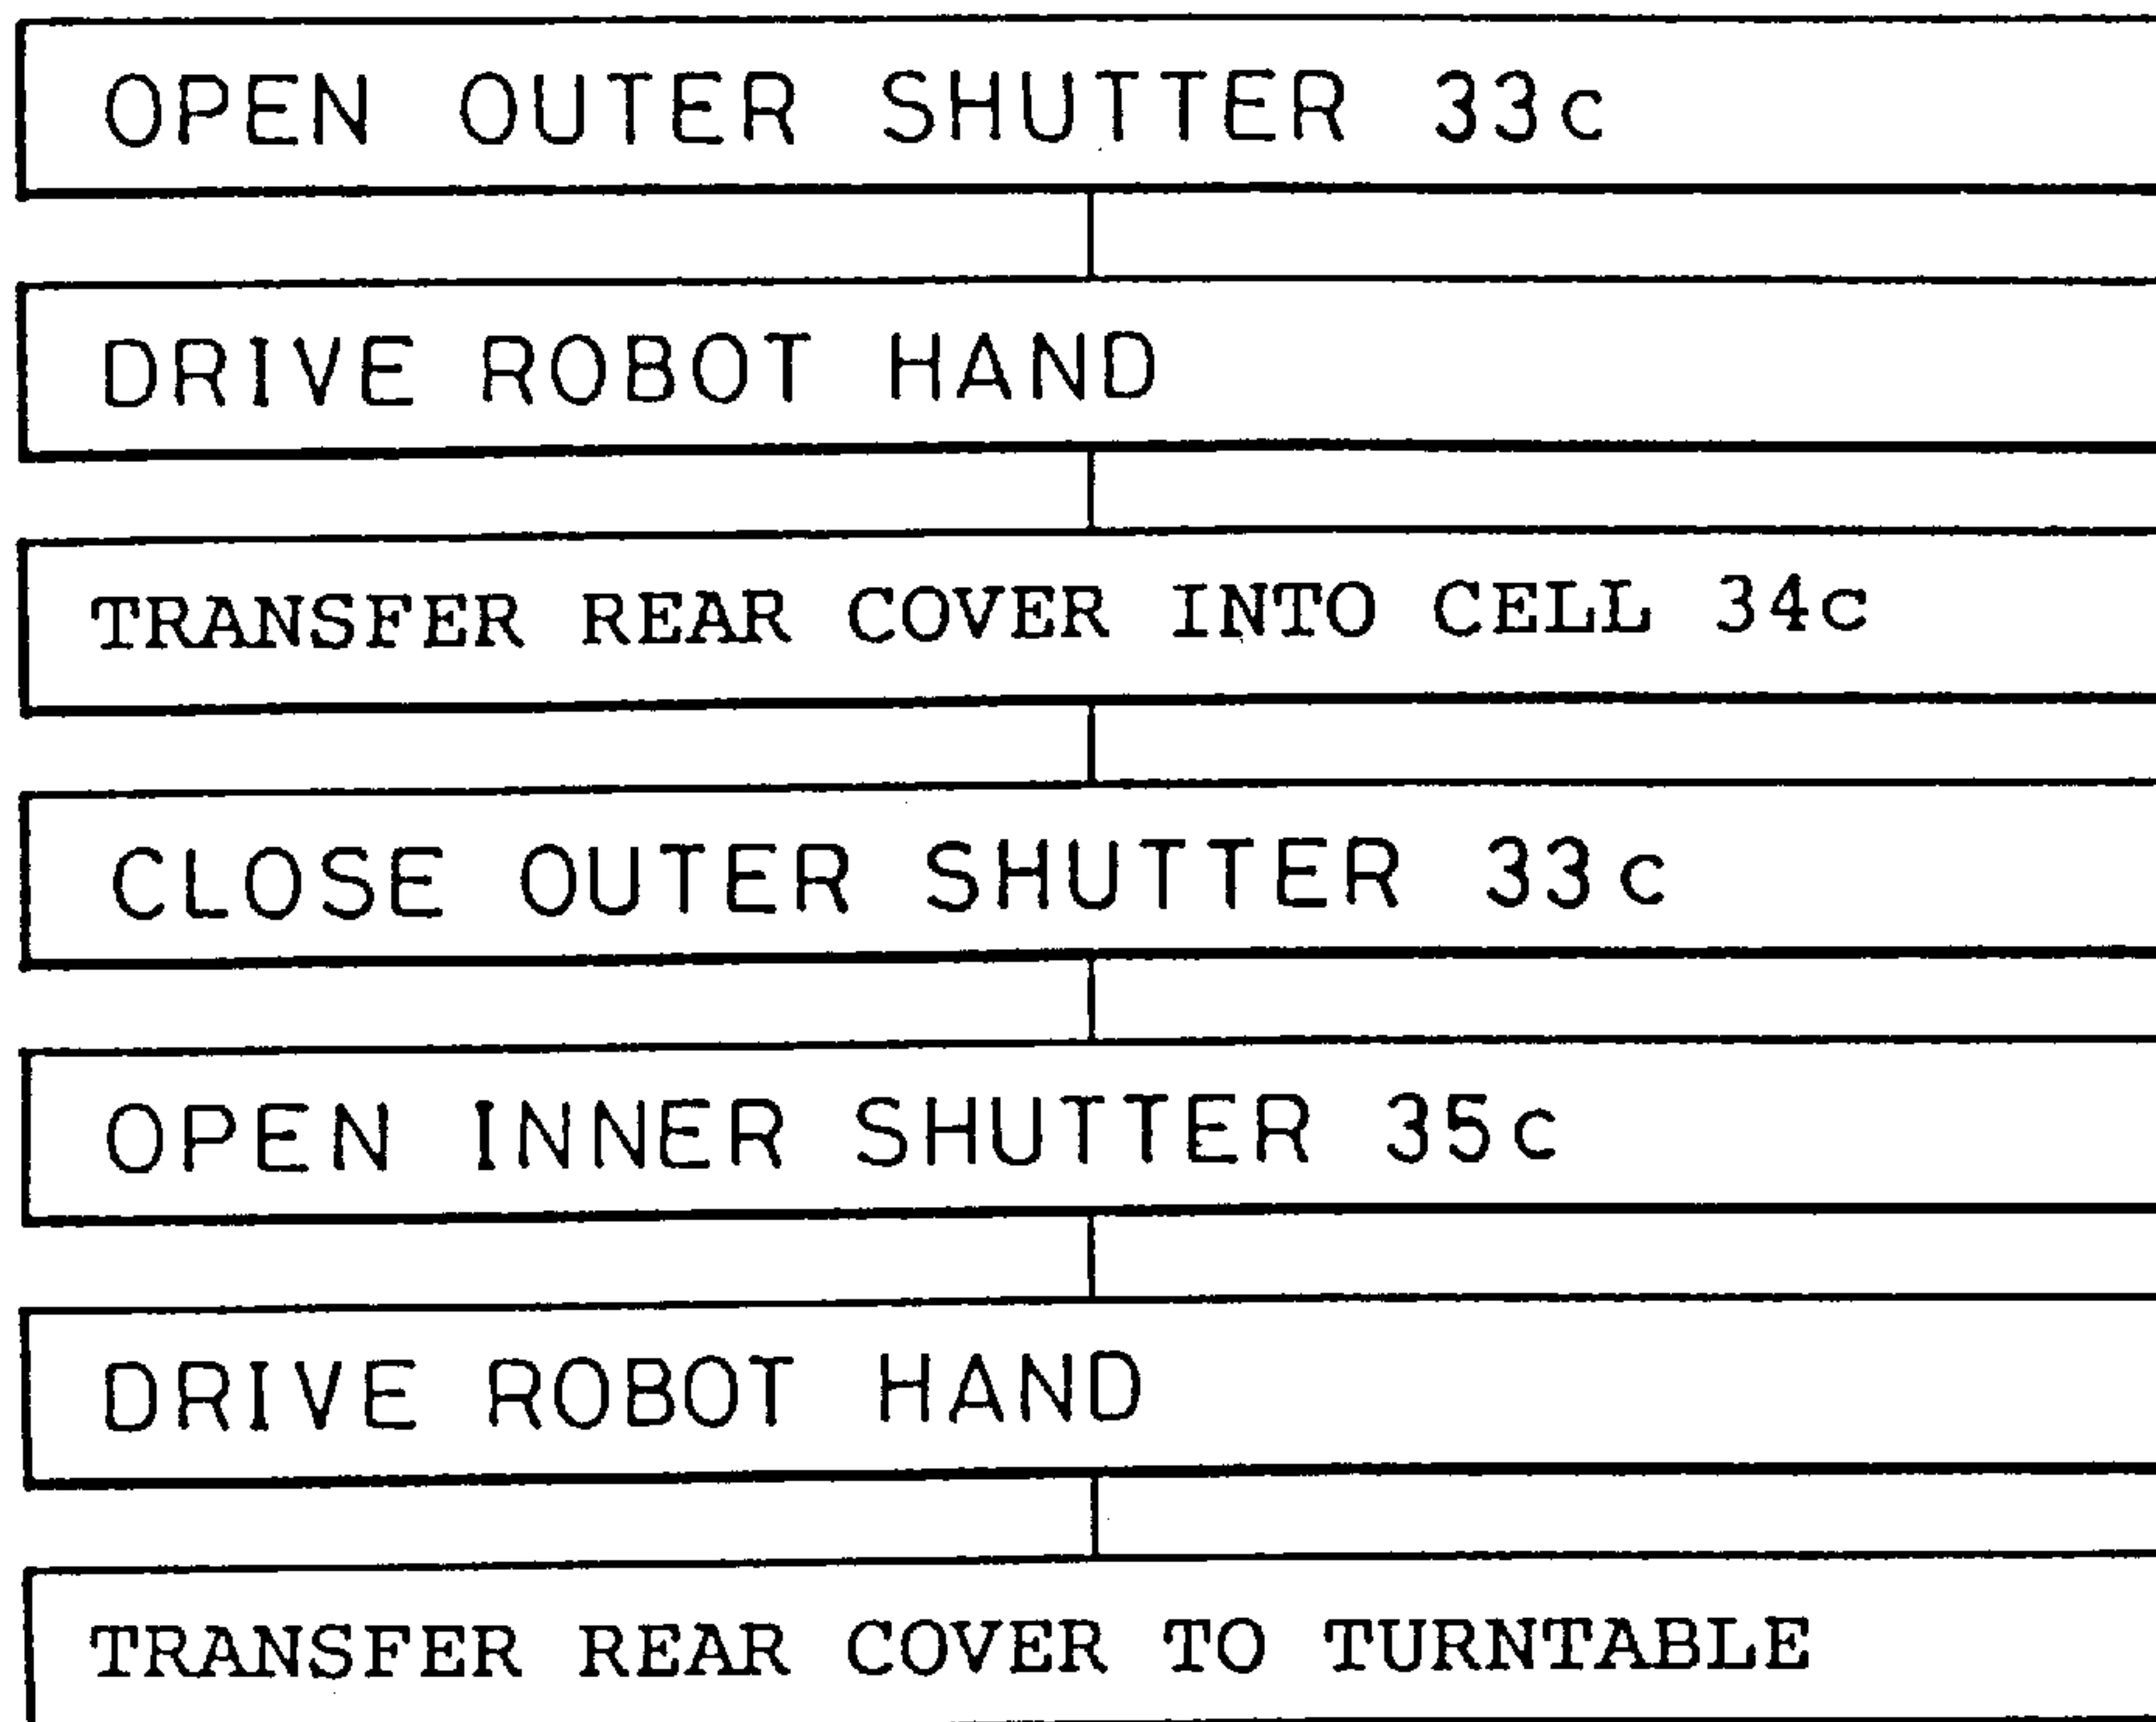 OPEN OUTER SHUTTER 33c
DRIVE ROBOT HAND
TRANSFER REAR COVER INTO CELL 34c
CLOSE OUTER SHUTTER 33c
OPEN INNER SHUTTER 35c
DRIVE ROBOT HAND
TRANSFER REAR COVER TO TURNTABLE